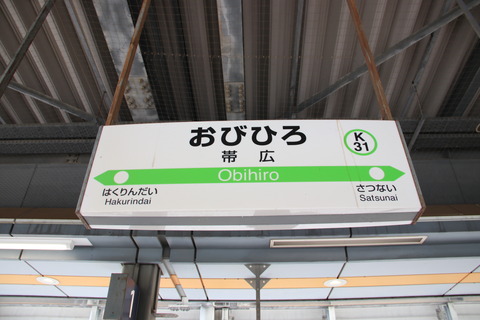 おびひろ
K
31
帯広
Obihiro
はくりんだい
Hakurindai
さつない
Satsunai